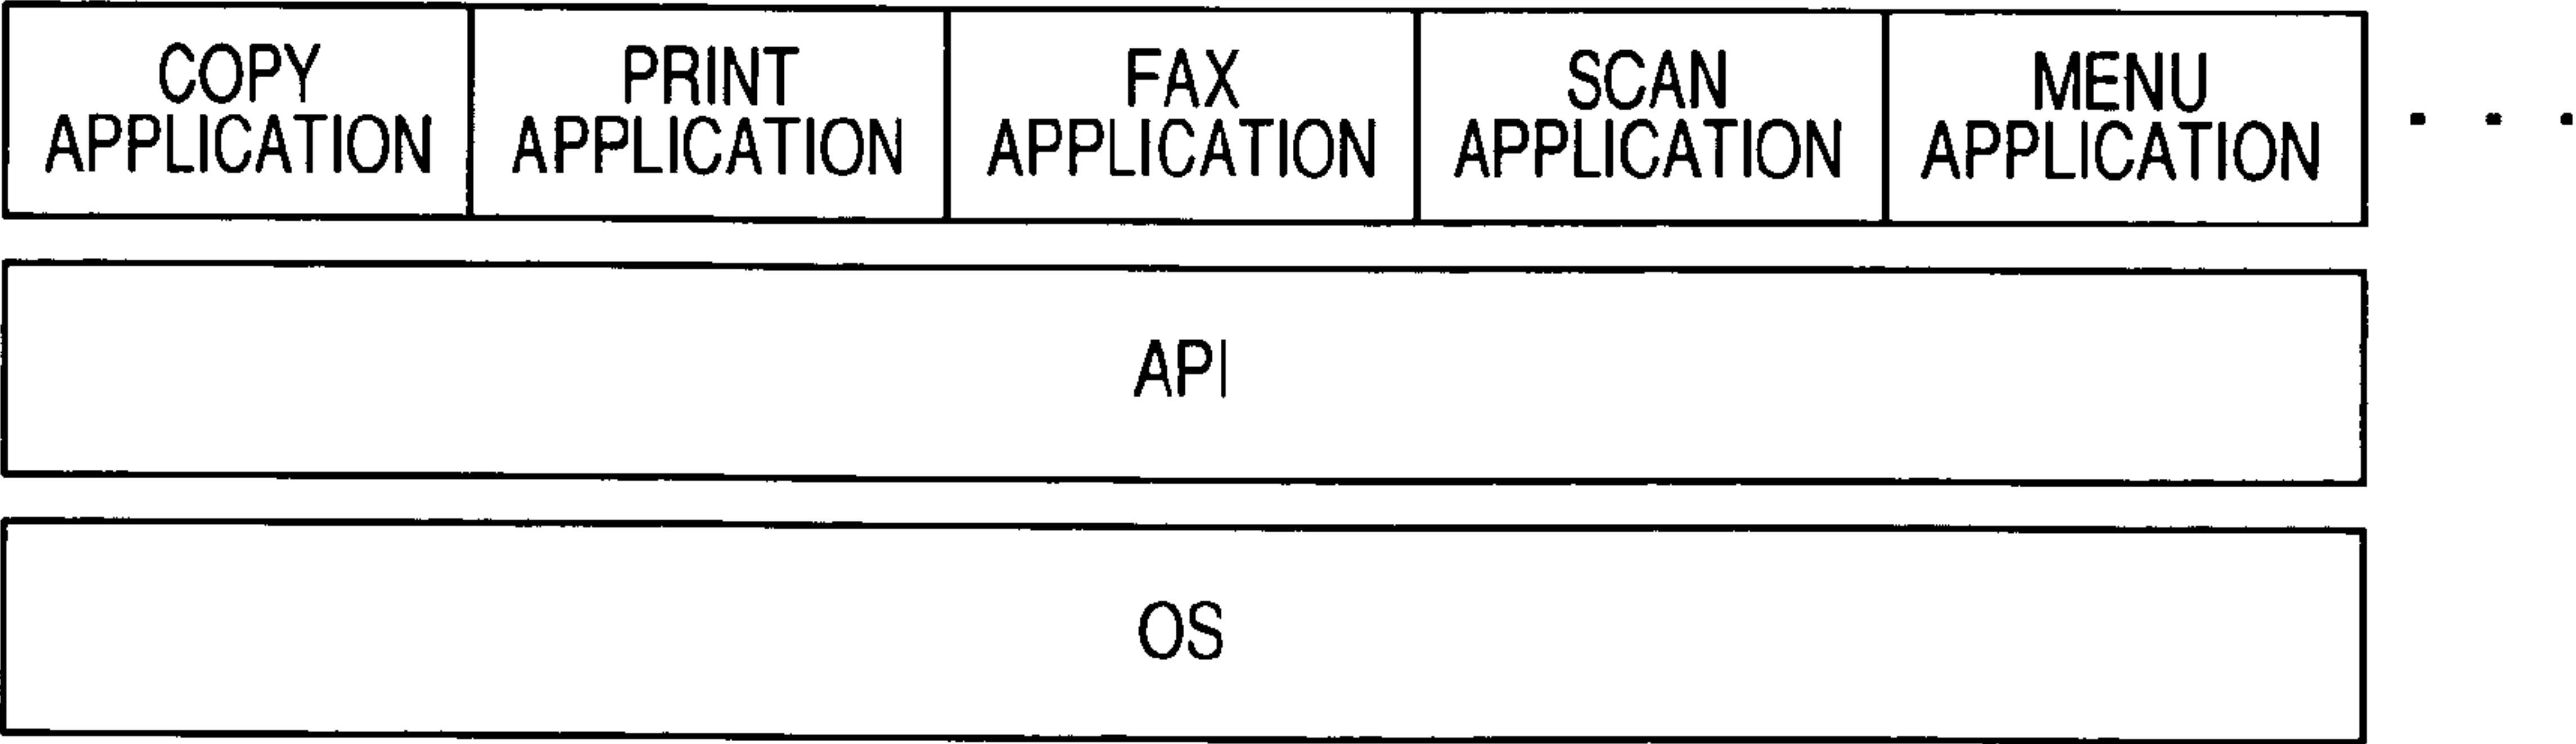 COPY
APPLICATION
PRINT
APPLICATION
FAX
APPLICATION
SCAN
APPLICATION
MENU
APPLICATION
. . .
API
OS